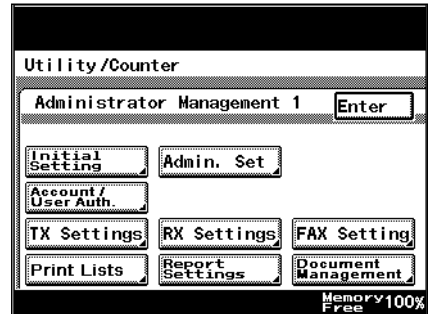 Utility/Counter
Administrator Management 1 Enter
Initial
Setting
Admin. Set
Account/
User Auth.
TX Settings RX Settings FAX Setting
Print Lists
Report
Settings
Document
Management
Memory
Free 100%